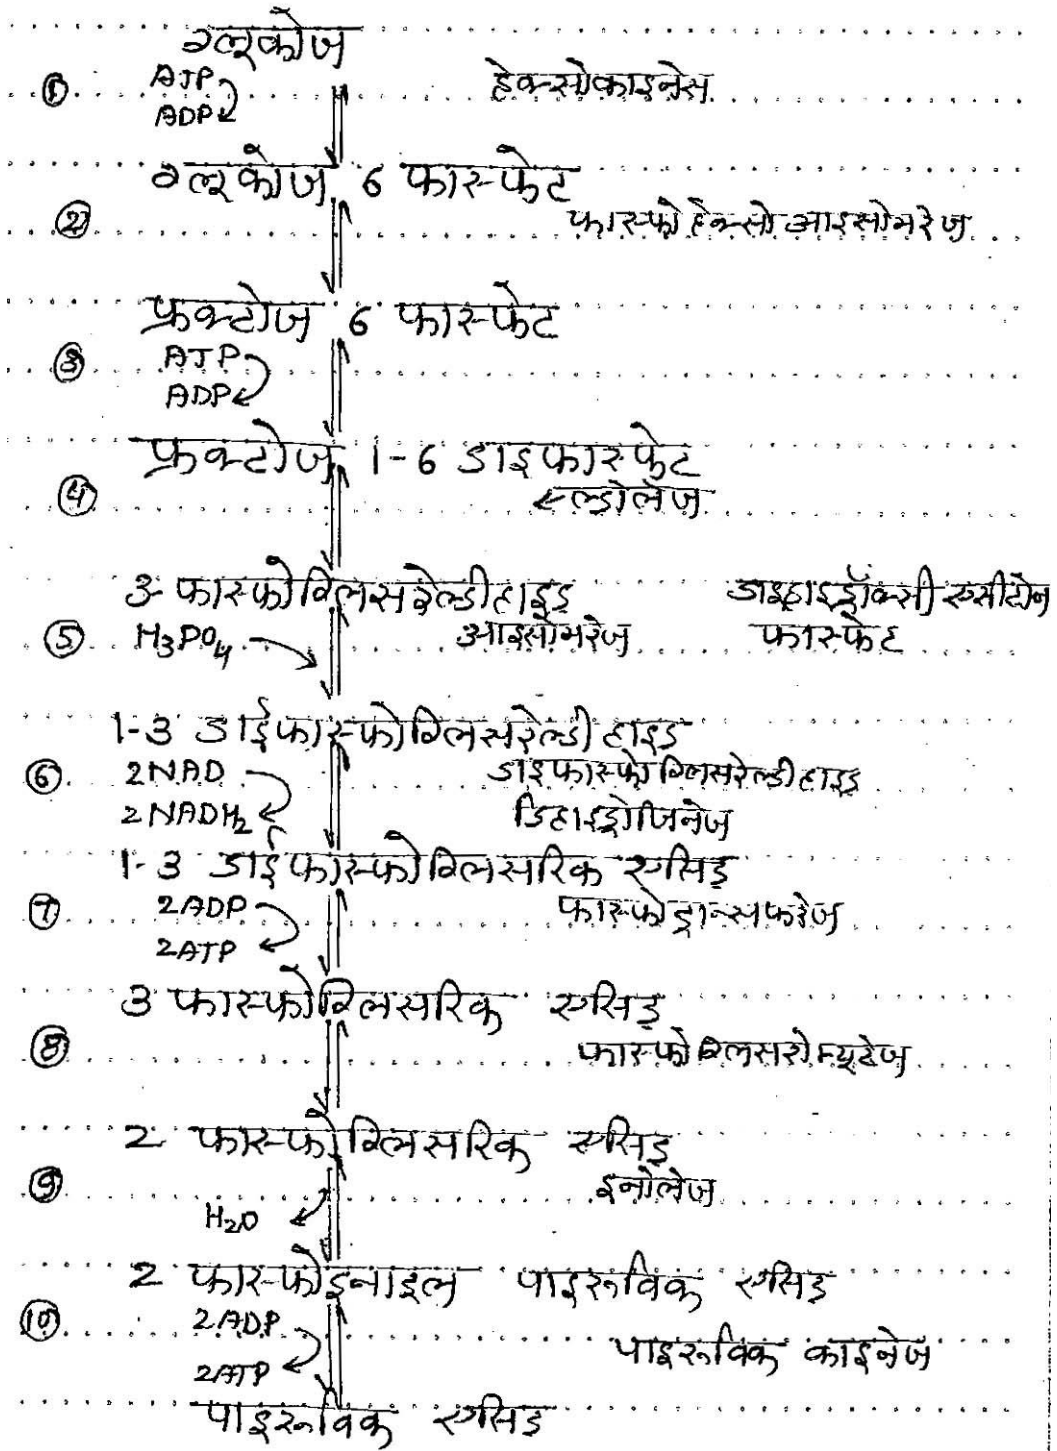 ग्लूकोज
ATP
① हेक्सोकाइनेस
ADP
ग्लूकोज 6 फास्फेट
② फास्फोहेक्सो आइसोमरेज
फ्रक्टोज 6 फास्फेट
ATP
③
ADP
फ्रक्टोज 1-6 डाइफास्फेट
④ एल्डोलेज
3-फास्फोग्लिसरेल्डीहाइड डाइहाइड्रॉक्सी एसीटोन
⑤ H3PO4 आइसोमरेज फास्फेट
1-3 डाईफास्फोग्लिसरेल्डीहाइड
⑥ 2NAD डाइफास्फोग्लिसरेल्डीहाइड
2NADH2 डिहाइड्रोजिनेज
1-3 डाईफास्फोग्लिसरिक एसिड
⑦ 2ADP फास्फोट्रान्सफरेज
2ATP
3 फास्फोग्लिसरिक एसिड
⑧ फास्फोग्लिसरोम्यूटेज
2 फास्फोग्लिसरिक एसिड
⑨ इनोलेज
H2O
2 फास्फोइनाइल पाइरूविक एसिड
⑩ 2ADP
पाइरूविक काइनेज
2ATP
पाइरूविक एसिड